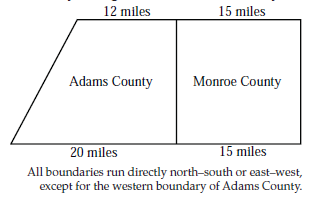 12 miles 15 miles
Adams County Monroe County
20 miles 15 miles
All boundaries run directly north–south or east–west,
except for the western boundary of Adams County.